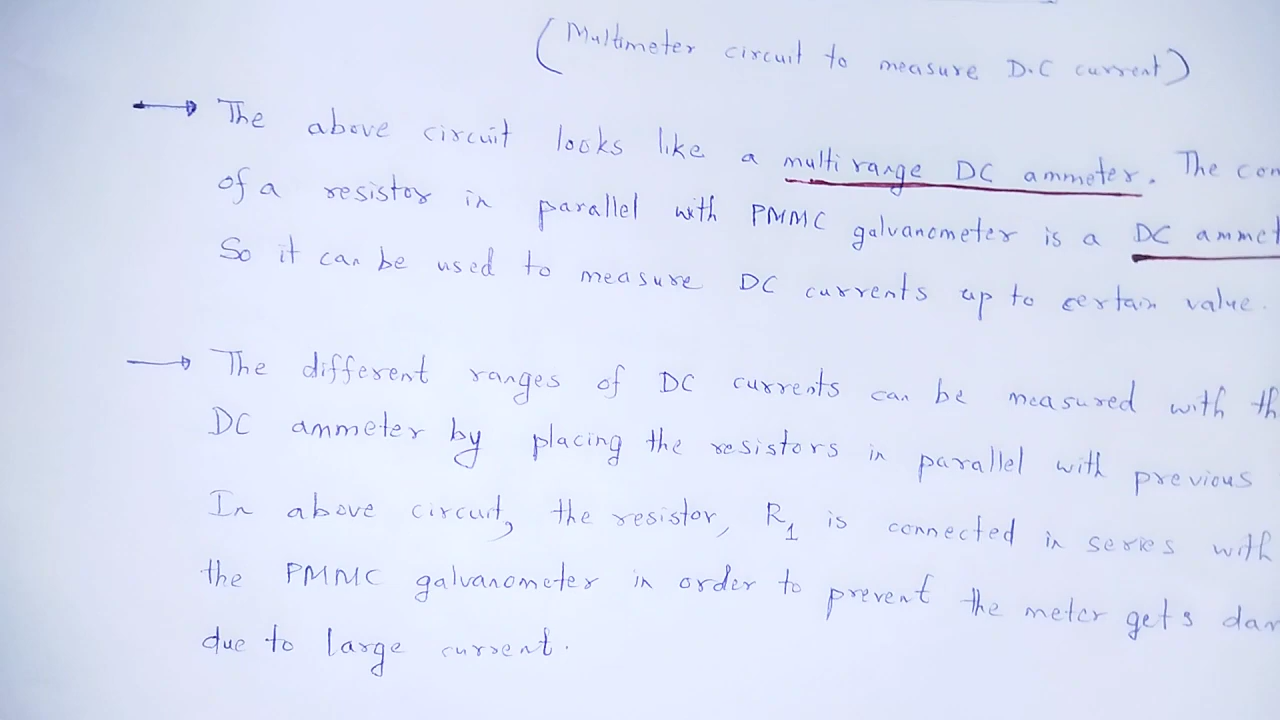 (Multimeter circuit to measure D.C current)
The above circuit looks like a multi range DC ammeter. The
of a resistor in parallel with PMMC galvanometer is a DC
So it can be used to measure DC currents up to certain value.
The different ranges of DC currents can be measured with
DC ammeter by placing the resistors in parallel with previous
In above circuit, the resistor, R1 is connected in series with
the PMMC galvanometer in order to prevent the meter gets
due to large current.